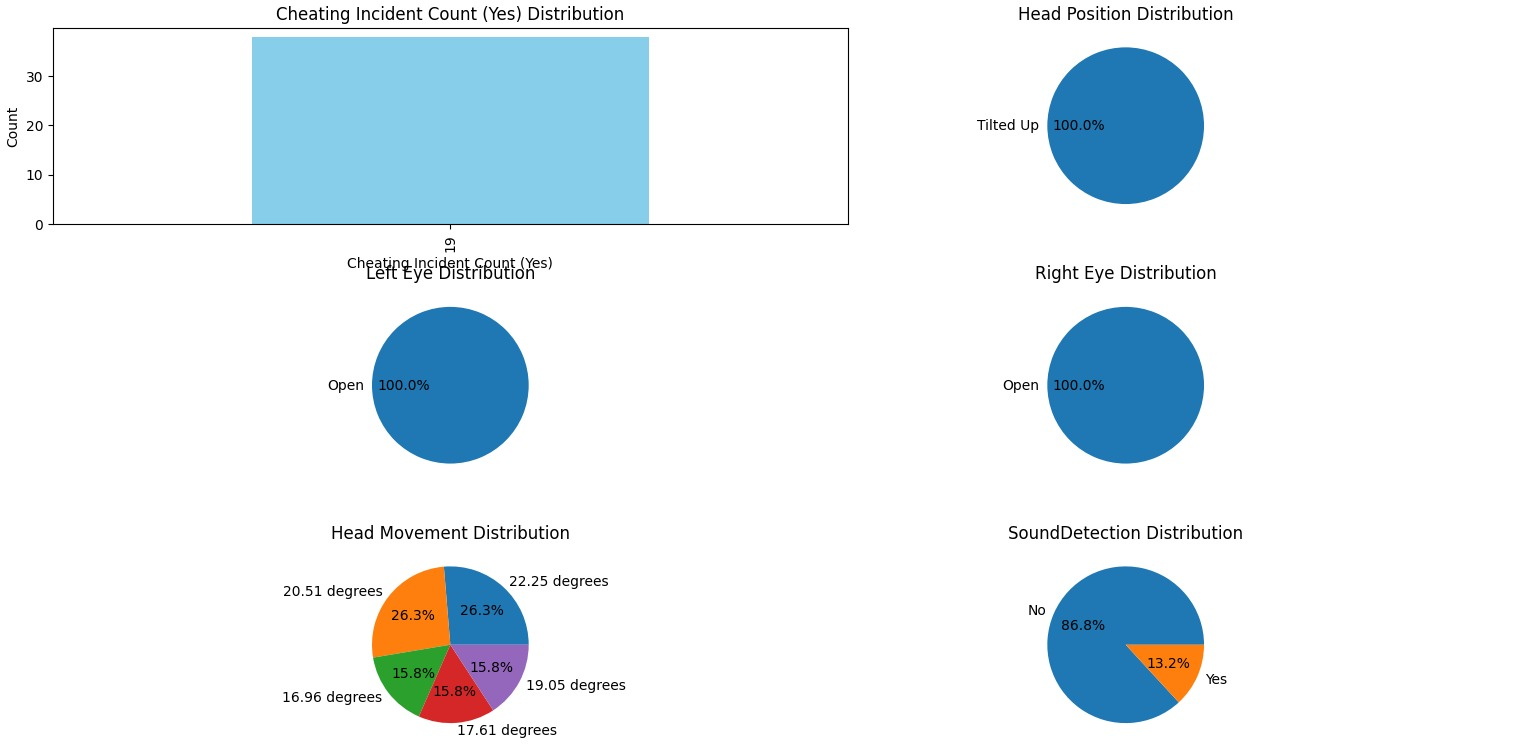 Cheating Incident Count (Yes) Distribution
Count
30
20
10
0
19
Cheating Incident Count (Yes)
Head Position Distribution
Tilted Up
100.0%
Left Eye Distribution
Open
100.0%
Right Eye Distribution
Open
100.0%
Head Movement Distribution
22.25 degrees
26.3%
20.51 degrees
26.3%
16.96 degrees
15.8%
17.61 degrees
15.8%
19.05 degrees
15.8%
SoundDetection Distribution
No
86.8%
Yes
13.2%